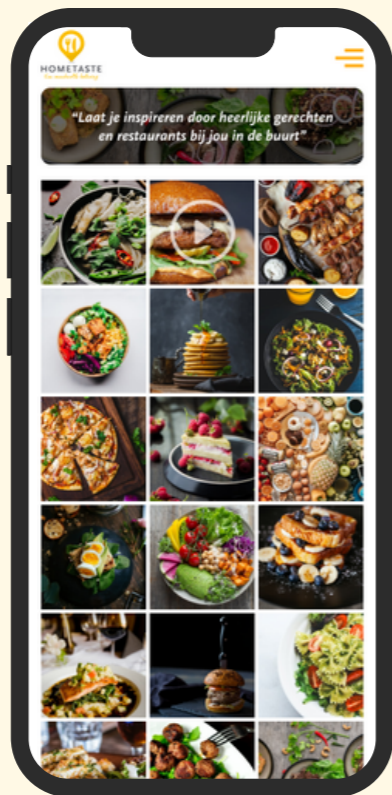 HOMETASTE
“Laat je inspireren door heerlijke gerechten
en restaurants bij jou in de buurt”